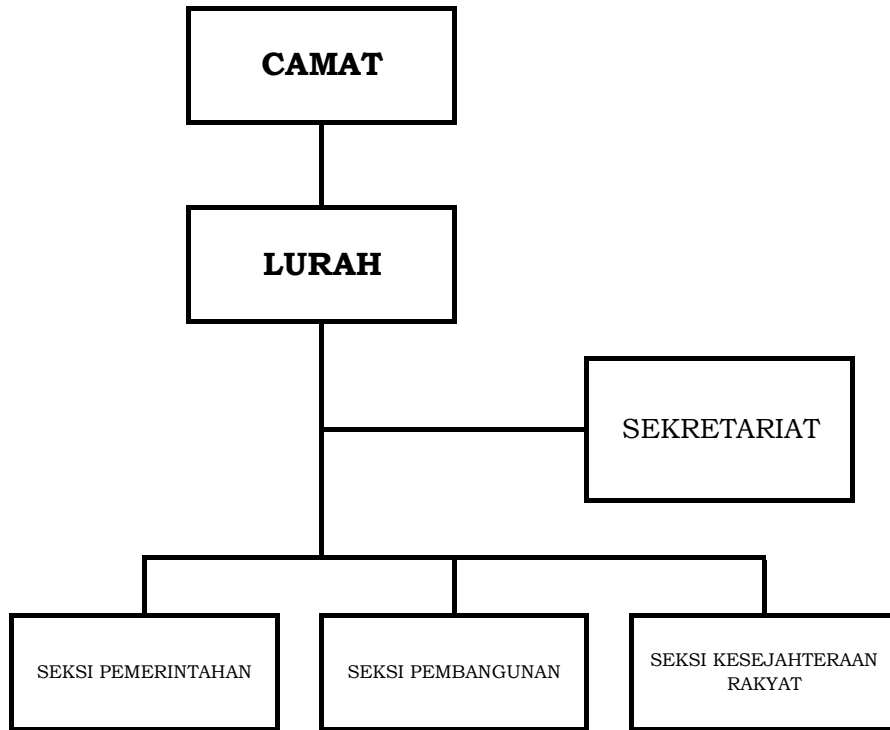 CAMAT
LURAH
SEKRETARIAT
SEKSI PEMERINTAHAN
SEKSI PEMBANGUNAN
SEKSI KESEJAHTERAAN
RAKYAT